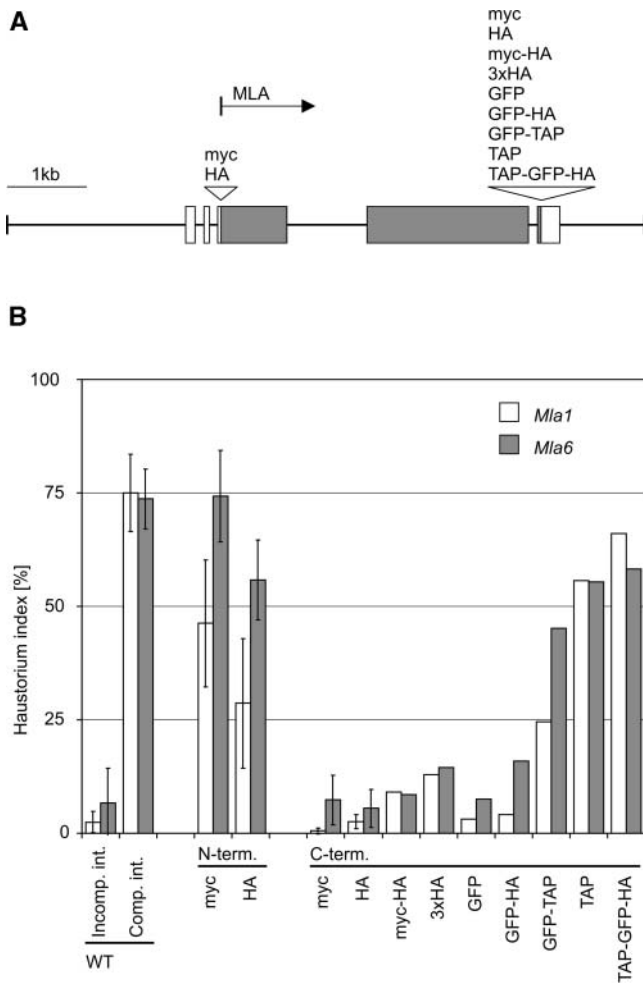 A
myc
HA
myc-HA
3xHA
GFP
GFP-HA
GFP-TAP
TAP
TAP-GFP-HA
MLA
myc
HA
1kb
B
100
75
50
25
0
Haustorium index [%]
Mla1
Mla6
Incomp. int.
Comp. int.
WT
N-term.
myc
HA
C-term.
myc
HA
myc-HA
3xHA
GFP
GFP-HA
GFP-TAP
TAP
TAP-GFP-HA